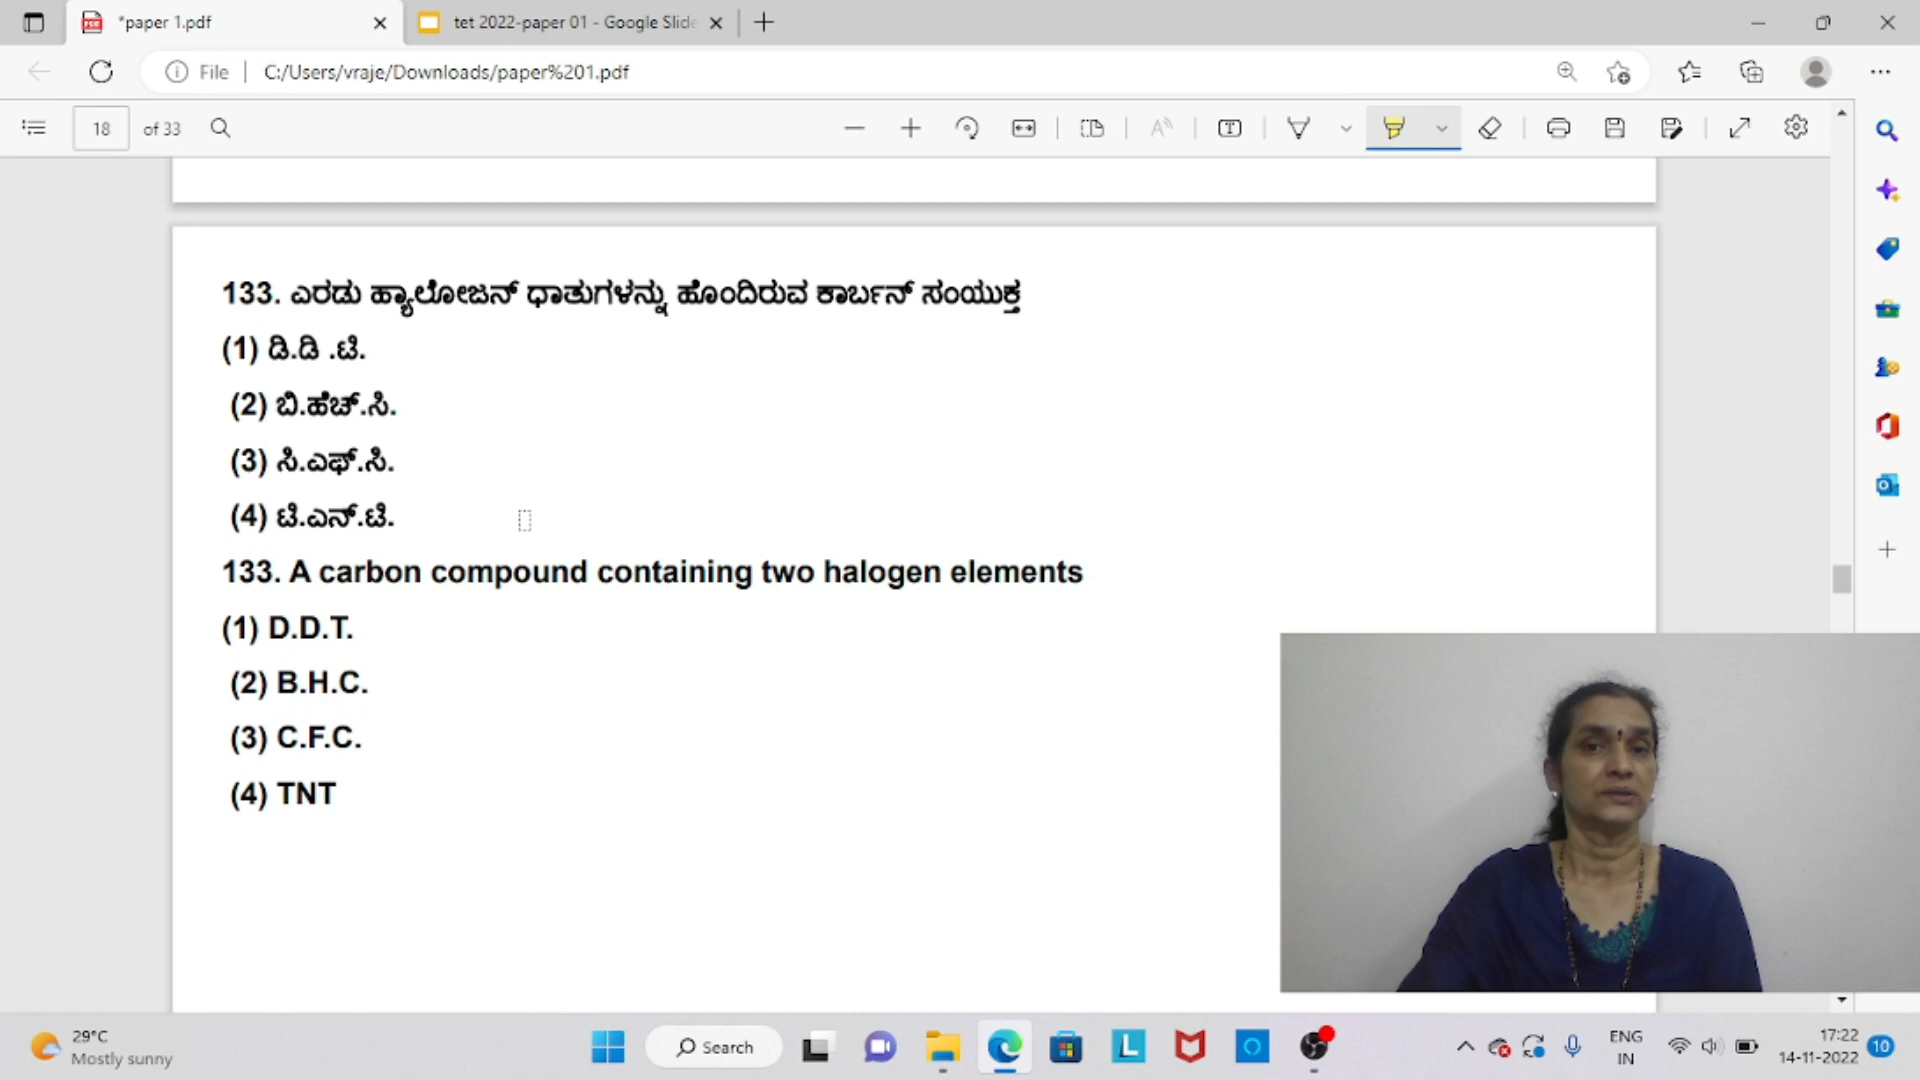 *paper 1.pdf
tet 2022-paper 01 - Google Slide
File
C:/Users/vraje/Downloads/paper%201.pdf
18 of 33
133. ಎರಡು ಹ್ಯಾಲೋಜನ್ ಧಾತುಗಳನ್ನು ಹೊಂದಿರುವ ಕಾರ್ಬನ್ ಸಂಯುಕ್ತ
(1) ಡಿ.ಡಿ .ಟಿ.
(2) ಬಿ.ಹೆಚ್.ಸಿ.
(3) ಸಿ.ಎಫ್.ಸಿ.
(4) ಟಿ.ಎನ್.ಟಿ.
133. A carbon compound containing two halogen elements
(1) D.D.T.
(2) B.H.C.
(3) C.F.C.
(4) TNT
29°C
Mostly sunny
Search
ENG
IN
17:22
14-11-2022
10